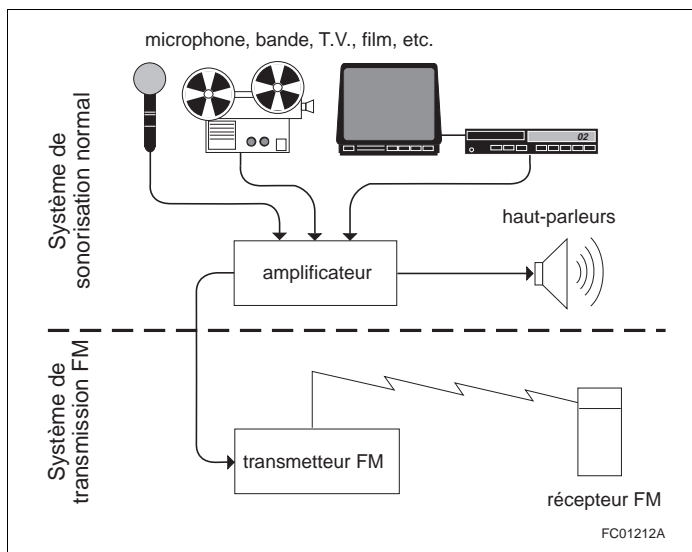 microphone, bande, T.V., film, etc.
Système de
sonorisation normal
02
haut-parleurs
amplificateur
Système de
transmission FM
transmetteur FM
récepteur FM
FC01212A